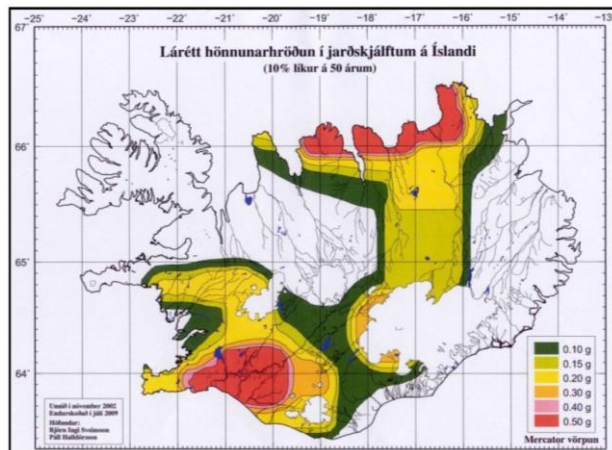 −25° −24° −23° −22° −21° −20° −19° −18° −17° −16° −15° −14° −13°
67°
Lárétt hönnunarhröðun í jarðskjálftum á Íslandi
(10% líkur á 50 árum)
66°
65°
64°
0.10 g
0.15 g
0.20 g
0.30 g
0.40 g
0.50 g
Mercator vörpun
Unnið í nóvember 2002
Endurskoðað í júlí 2009
Höfundar:
Björn Ingi Sveinsson
Páll Halldórsson